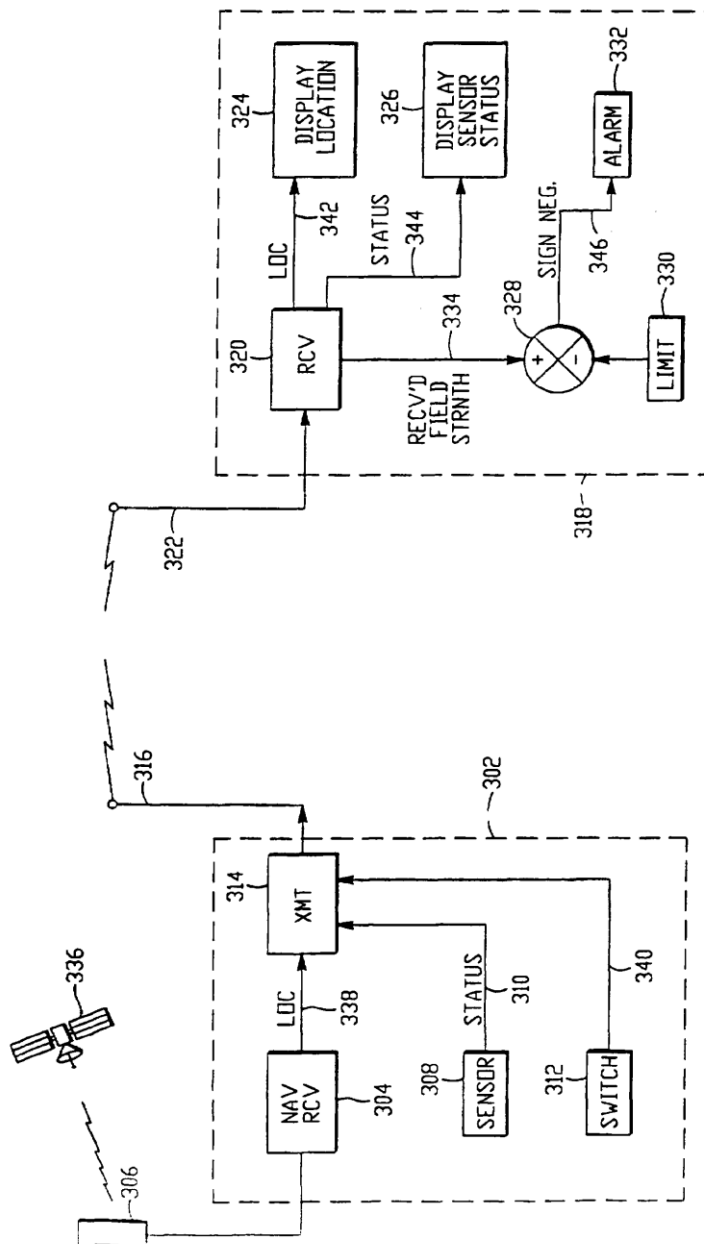 336
306
NAV
RCV
304
LOC
338
XMT
314
316
SENSOR
308
STATUS
310
SWITCH
312
340
302
322
RCV
320
LOC
342
DISPLAY
LOCATION
324
STATUS
344
DISPLAY
SENSOR
STATUS
326
RECV'D
FIELD
STRNTH
334
+
-
328
SIGN NEG.
346
ALARM
332
LIMIT
330
318